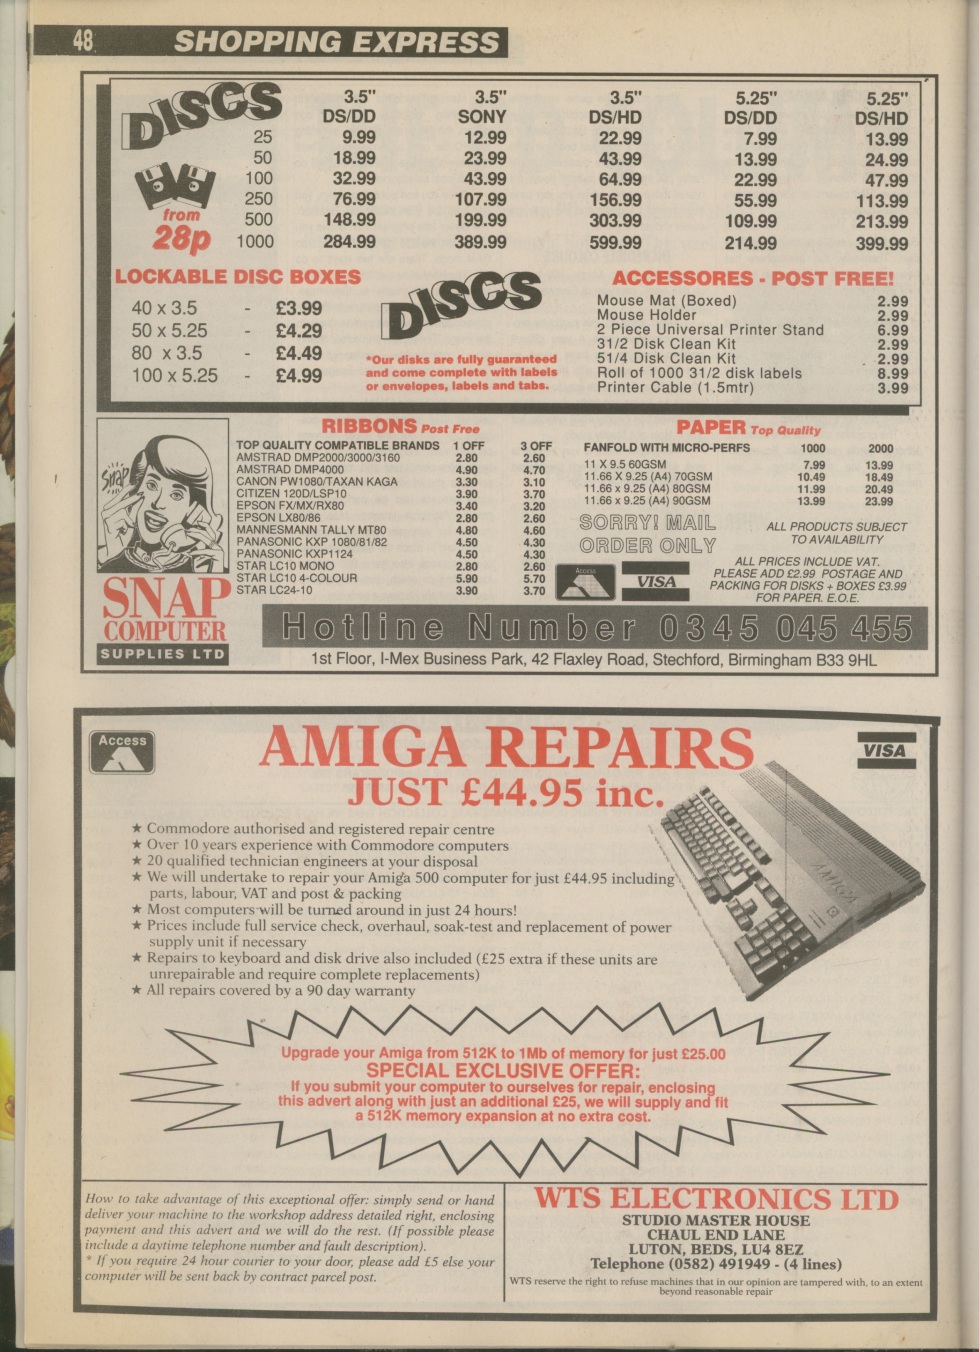 48
SHOPPING EXPRESS
DISCS
3.5" 3.5" 3.5" 5.25" 5.25"
DS/DD SONY DS/HD DS/DD DS/HD
25 9.99 12.99 22.99 7.99 13.99
50 18.99 23.99 43.99 13.99 24.99
100 32.99 43.99 64.99 22.99 47.99
250 76.99 107.99 156.99 55.99 113.99
500 148.99 199.99 303.99 109.99 213.99
1000 284.99 389.99 599.99 214.99 399.99
from
28p
LOCKABLE DISC BOXES
40 x 3.5 - £3.99
50 x 5.25 - £4.29
80 x 3.5 - £4.49
100 x 5.25 - £4.99
DISCS
*Our disks are fully guaranteed
and come complete with labels
or envelopes, labels and tabs.
ACCESSORES - POST FREE!
Mouse Mat (Boxed) 2.99
Mouse Holder 2.99
2 Piece Universal Printer Stand 6.99
31/2 Disk Clean Kit 2.99
51/4 Disk Clean Kit 2.99
Roll of 1000 31/2 disk labels 8.99
Printer Cable (1.5mtr) 3.99
Snap
SNAP
COMPUTER
SUPPLIES LTD
RIBBONS Post Free
TOP QUALITY COMPATIBLE BRANDS 1 OFF 3 OFF
AMSTRAD DMP2000/3000/3160 2.80 2.60
AMSTRAD DMP4000 4.90 4.70
CANON PW1080/TAXAN KAGA 3.30 3.10
CITIZEN 120D/LSP10 3.90 3.70
EPSON FX/MX/RX80 3.40 3.20
EPSON LX80/86 2.80 2.60
MANNESMANN TALLY MT80 4.80 4.60
PANASONIC KXP 1080/81/82 4.50 4.30
PANASONIC KXP1124 4.50 4.30
STAR LC10 MONO 2.80 2.60
STAR LC10 4-COLOUR 5.90 5.70
STAR LC24-10 3.90 3.70
PAPER Top Quality
FANFOLD WITH MICRO-PERFS 1000 2000
11 X 9.5 60GSM 7.99 13.99
11.66 X 9.25 (A4) 70GSM 10.49 18.49
11.66 x 9.25 (A4) 80GSM 11.99 20.49
11.66 x 9.25 (A4) 90GSM 13.99 23.99
SORRY! MAIL
ORDER ONLY
ALL PRODUCTS SUBJECT
TO AVAILABILITY
Access
VISA
ALL PRICES INCLUDE VAT.
PLEASE ADD £2.99 POSTAGE AND
PACKING FOR DISKS + BOXES £3.99
FOR PAPER. E.O.E.
Hotline Number 0345 045 455
1st Floor, I-Mex Business Park, 42 Flaxley Road, Stechford, Birmingham B33 9HL
Access
AMIGA REPAIRS
VISA
JUST £44.95 inc.
★ Commodore authorised and registered repair centre
★ Over 10 years experience with Commodore computers
★ 20 qualified technician engineers at your disposal
★ We will undertake to repair your Amiga 500 computer for just £44.95 including
parts, labour, VAT and post & packing
★ Most computers will be turned around in just 24 hours!
★ Prices include full service check, overhaul, soak-test and replacement of power
supply unit if necessary
★ Repairs to keyboard and disk drive also included (£25 extra if these units are
unrepairable and require complete replacements)
★ All repairs covered by a 90 day warranty
AMIGA
Upgrade your Amiga from 512K to 1Mb of memory for just £25.00
SPECIAL EXCLUSIVE OFFER:
If you submit your computer to ourselves for repair, enclosing
this advert along with just an additional £25, we will supply and fit
a 512K memory expansion at no extra cost.
How to take advantage of this exceptional offer: simply send or hand
deliver your machine to the workshop address detailed right, enclosing
payment and this advert and we will do the rest. (If possible please
include a daytime telephone number and fault description).
* If you require 24 hour courier to your door, please add £5 else your
computer will be sent back by contract parcel post.
WTS ELECTRONICS LTD
STUDIO MASTER HOUSE
CHAUL END LANE
LUTON, BEDS, LU4 8EZ
Telephone (0582) 491949 - (4 lines)
WTS reserve the right to refuse machines that in our opinion are tampered with, to an extent
beyond reasonable repair